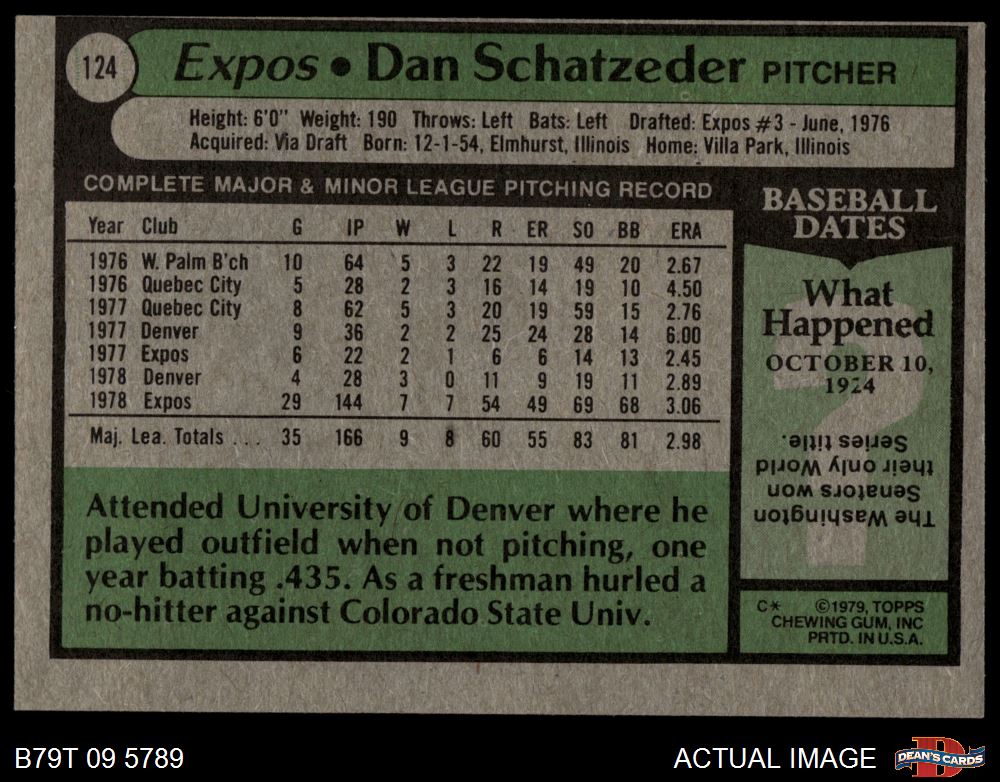 124
Expos • Dan Schatzeder PITCHER
Height: 6'0" Weight: 190 Throws: Left Bats: Left Drafted: Expos #3 - June, 1976
Acquired: Via Draft Born: 12-1-54, Elmhurst, Illinois Home: Villa Park, Illinois
COMPLETE MAJOR & MINOR LEAGUE PITCHING RECORD
Year Club G IP W L R ER SO BB ERA
1976 W. Palm B'ch 10 64 5 3 22 19 49 20 2.67
1976 Quebec City 5 28 2 3 16 14 19 10 4.50
1977 Quebec City 8 62 5 3 20 19 59 15 2.76
1977 Denver 9 36 2 2 25 24 28 14 6.00
1977 Expos 6 22 2 1 6 6 14 13 2.45
1978 Denver 4 28 3 0 11 9 19 11 2.89
1978 Expos 29 144 7 7 54 49 69 68 3.06
Maj. Lea. Totals ... 35 166 9 8 60 55 83 81 2.98
Attended University of Denver where he
played outfield when not pitching, one
year batting .435. As a freshman hurled a
no-hitter against Colorado State Univ.
BASEBALL
DATES
What
Happened
OCTOBER 10,
1924
The Washington
Senators won
their only World
Series title.
C* ©1979, TOPPS
CHEWING GUM, INC
PRTD. IN U.S.A.
B79T 09 5789
ACTUAL IMAGE
D
DEAN'S CARDS